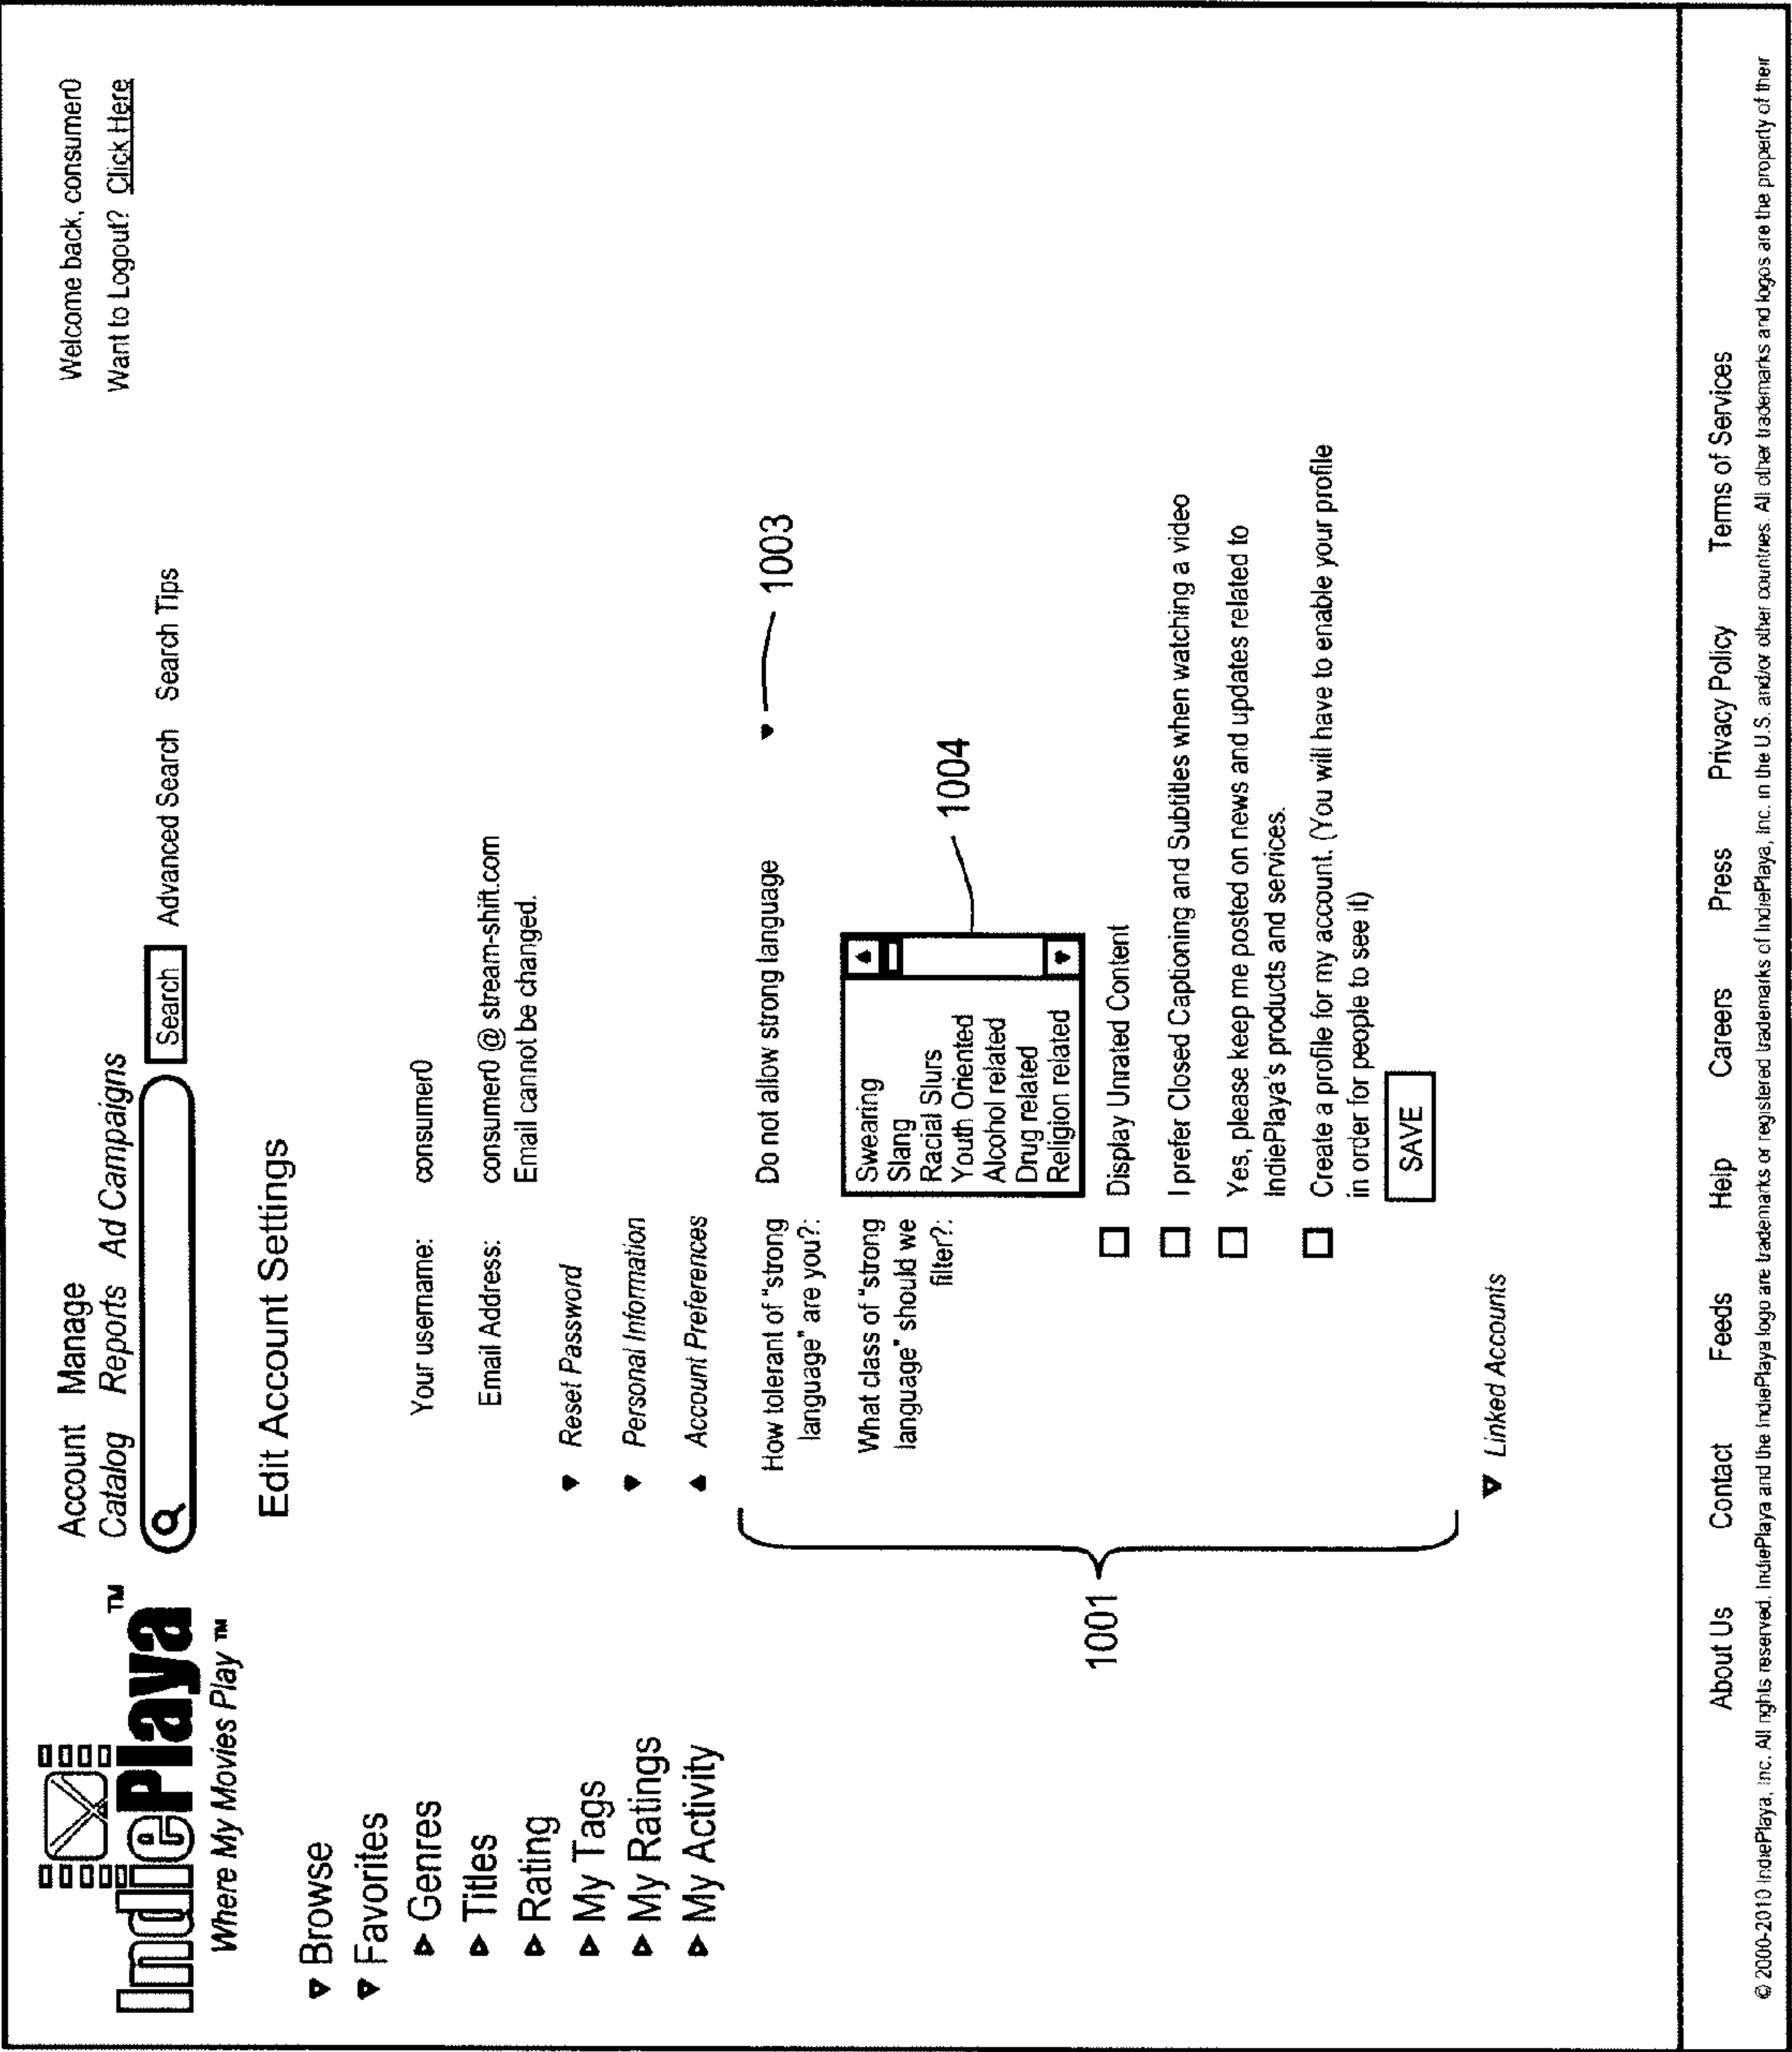 IndiePlaya™
Where My Movies Play™
Account Manage
Catalog Reports Ad Campaigns
Search Advanced Search Search Tips
Welcome back, consumer0
Want to Logout? Click Here
Browse
Favorites
Genres
Titles
Rating
My Tags
My Ratings
My Activity
Edit Account Settings
Your username: consumer0
Email Address: consumer0 @ stream-shift.com
Email cannot be changed.
Reset Password
Personal Information
Account Preferences
1001
How tolerant of "strong
language" are you?:
Do not allow strong language
1003
What class of "strong
language" should we
filter?:
Swearing
Slang
Racial Slurs
Youth Oriented
Alcohol related
Drug related
Religion related
1004
Display Unrated Content
I prefer Closed Captioning and Subtitles when watching a video
Yes, please keep me posted on news and updates related to
IndiePlaya's products and services.
Create a profile for my account. (You will have to enable your profile
in order for people to see it)
SAVE
Linked Accounts
About Us Contact Feeds Help Careers Press Privacy Policy Terms of Services
© 2000-2010 IndiePlaya, Inc. All rights reserved. IndiePlaya and the IndiePlaya logo are trademarks or registered trademarks of IndiePlaya, Inc. in the U.S. and/or other countries. All other trademarks and logos are the property of their